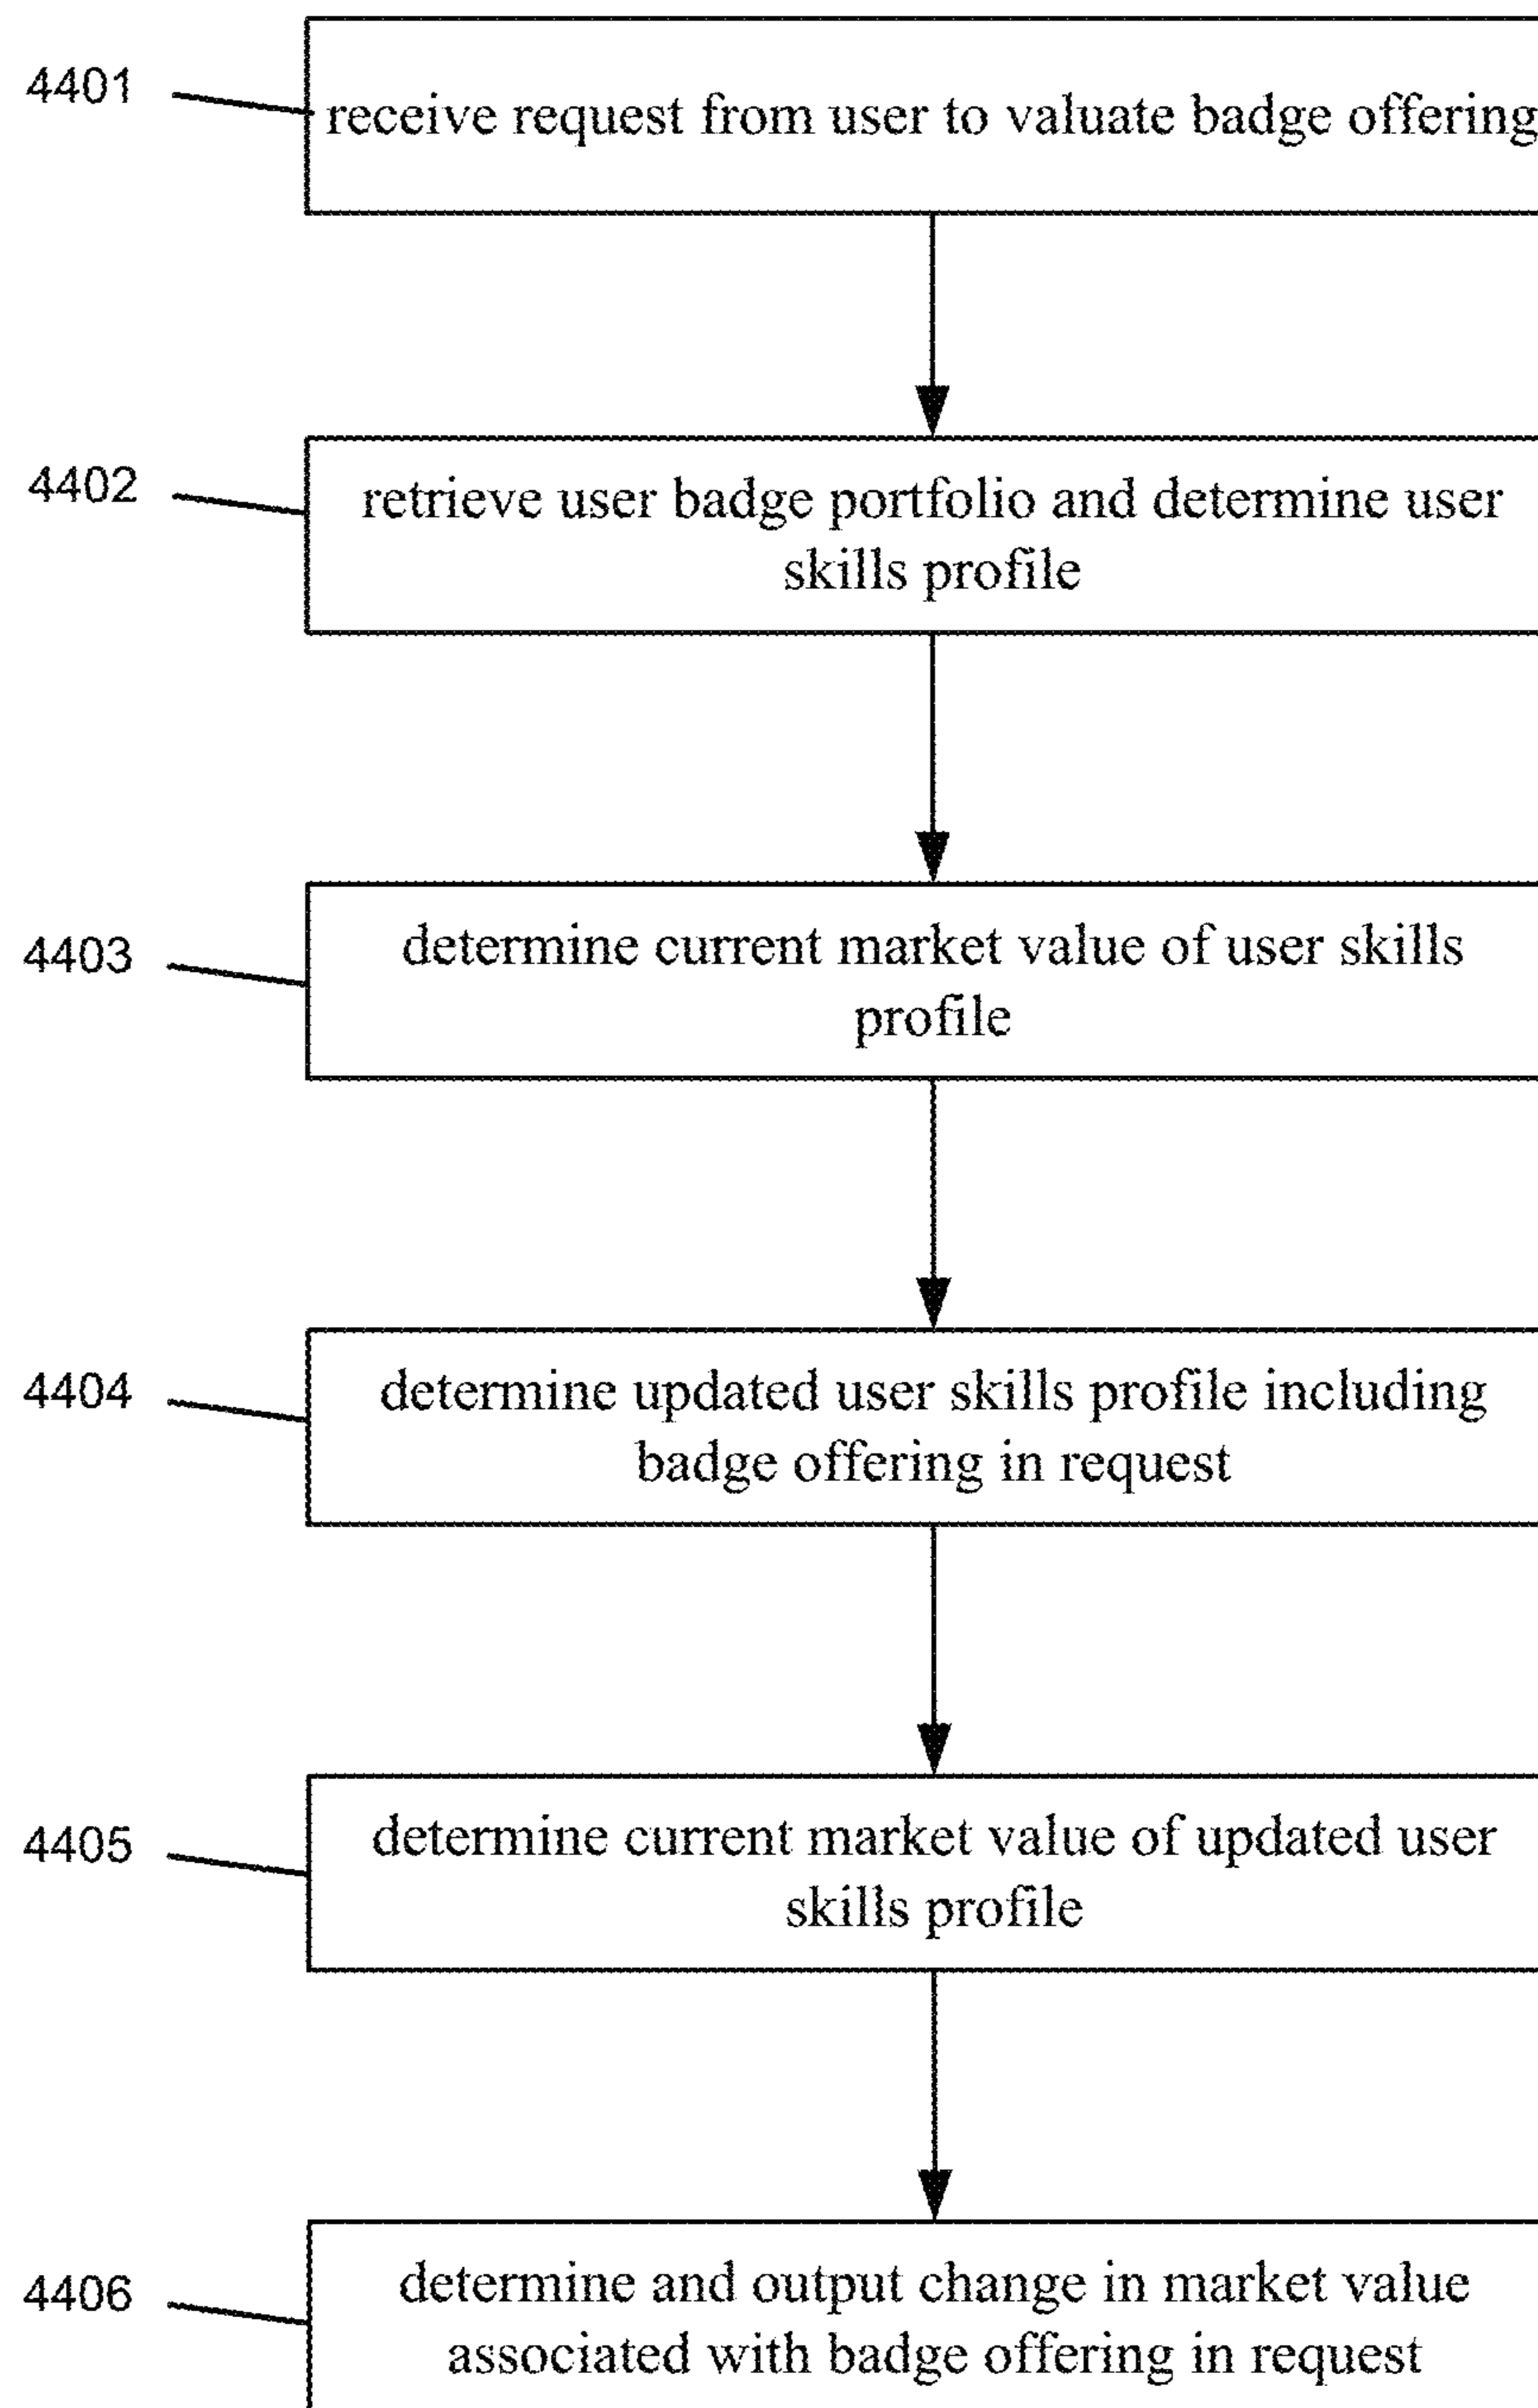 4401
receive request from user to valuate badge offering
4402
retrieve user badge portfolio and determine user
skills profile
4403
determine current market value of user skills
profile
4404
determine updated user skills profile including
badge offering in request
4405
determine current market value of updated user
skills profile
4406
determine and output change in market value
associated with badge offering in request